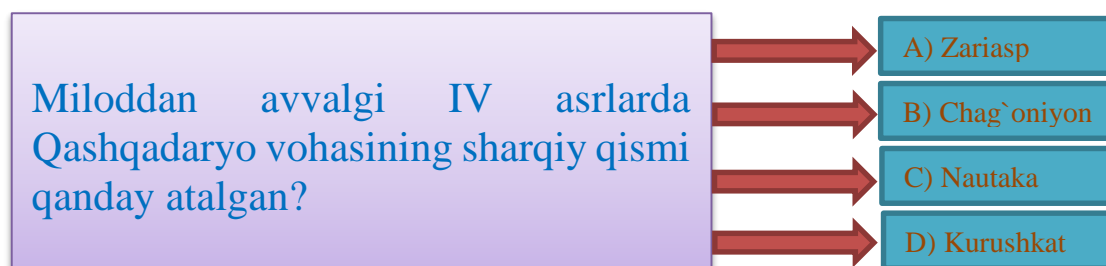 Miloddan avvalgi IV asrlarda
Qashqadaryo vohasining sharqiy qismi
qanday atalgan?
A) Zariasp
B) Chag`oniyon
C) Nautaka
D) Kurushkat